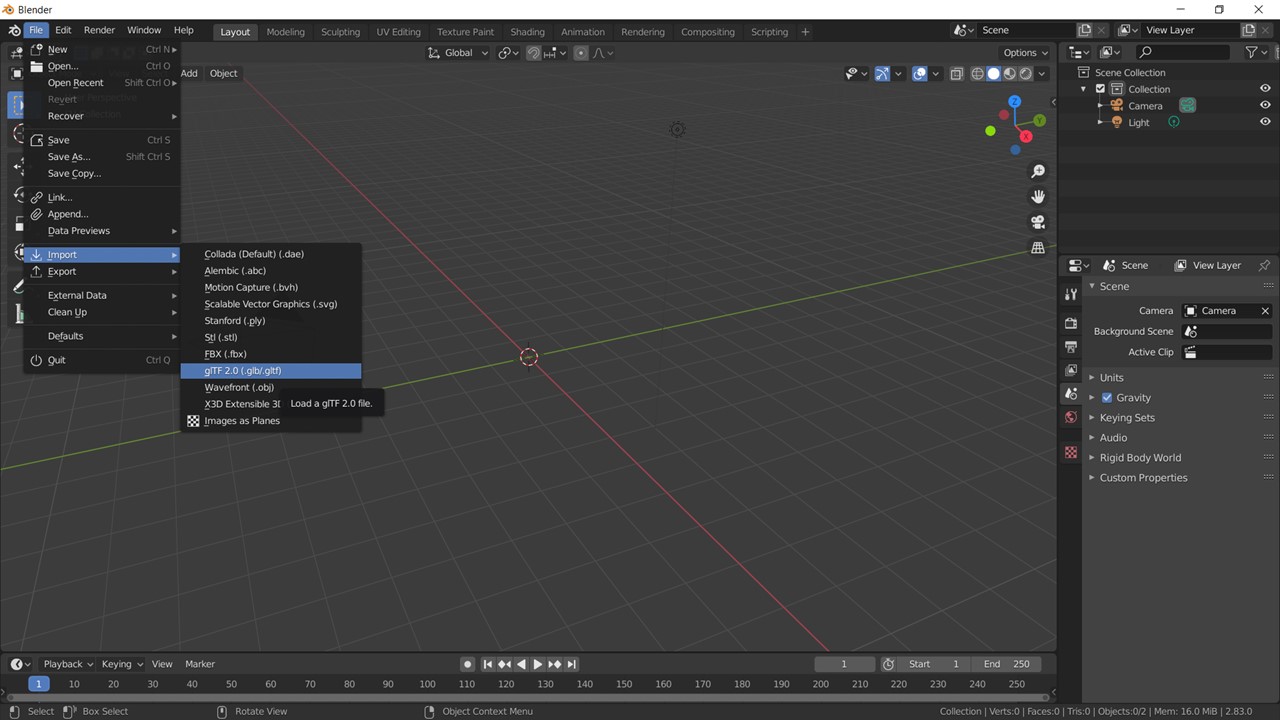 Blender
File Edit Render Window Help
Layout Modeling Sculpting UV Editing Texture Paint Shading Animation Rendering Compositing Scripting +
Scene
View Layer
Add Object
Global
Options
New Ctrl N
Open... Ctrl O
Open Recent Shift Ctrl O
Revert
Recover
Save Ctrl S
Save As... Shift Ctrl S
Save Copy...
Link...
Append...
Data Previews
Import
Export
External Data
Clean Up
Defaults
Quit Ctrl Q
Collada (Default) (.dae)
Alembic (.abc)
Motion Capture (.bvh)
Scalable Vector Graphics (.svg)
Stanford (.ply)
Stl (.stl)
FBX (.fbx)
glTF 2.0 (.glb/.gltf)
Wavefront (.obj)
X3D Extensible 3D
Load a glTF 2.0 file.
Images as Planes
Z
Y
X
Scene Collection
Collection
Camera
Light
Scene View Layer
Scene
Camera Camera
Background Scene
Active Clip
Units
Gravity
Keying Sets
Audio
Rigid Body World
Custom Properties
Playback Keying View Marker
1 Start 1 End 250
1 10 20 30 40 50 60 70 80 90 100 110 120 130 140 150 160 170 180 190 200 210 220 230 240 250
Select Box Select Rotate View Object Context Menu
Collection | Verts:0 | Faces:0 | Tris:0 | Objects:0/2 | Mem: 16.0 MiB | 2.83.0